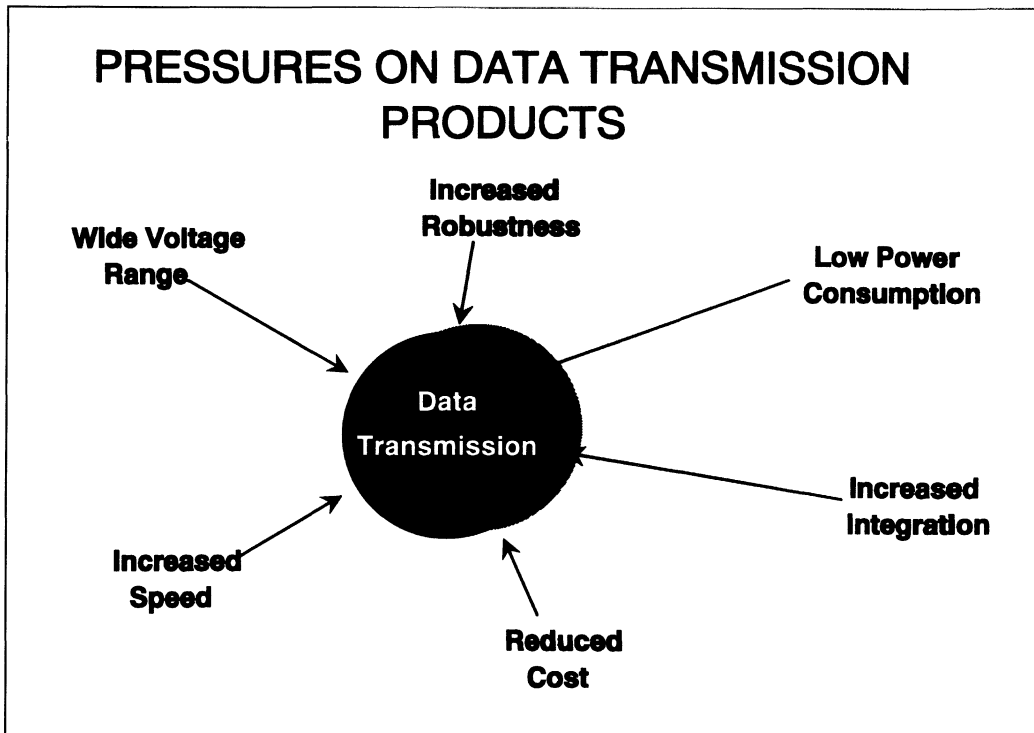 PRESSURES ON DATA TRANSMISSION
PRODUCTS
Increased
Robustness
Wide Voltage
Range
Low Power
Consumption
Data
Transmission
Increased
Integration
Increased
Speed
Reduced
Cost